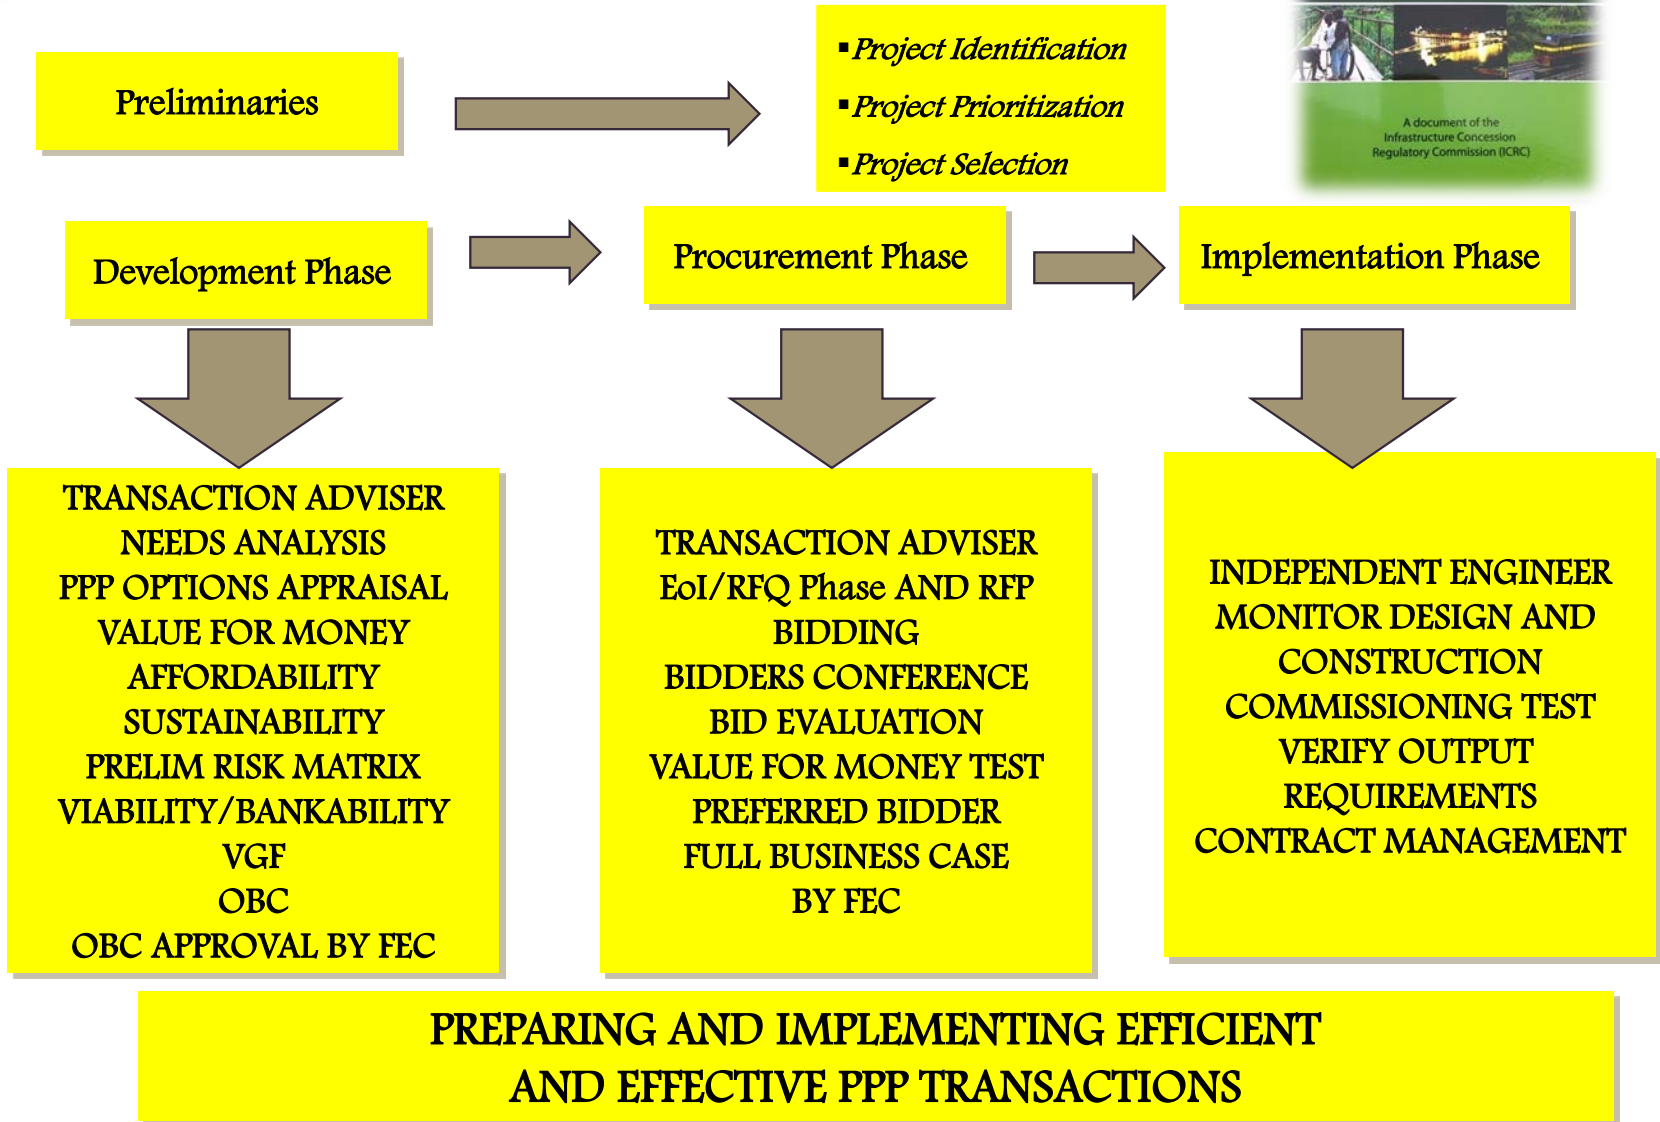 Preliminaries
▪Project Identification
▪Project Prioritization
▪Project Selection
A document of the
Infrastructure Concession
Regulatory Commission (ICRC)
Development Phase
Procurement Phase
Implementation Phase
TRANSACTION ADVISER
NEEDS ANALYSIS
PPP OPTIONS APPRAISAL
VALUE FOR MONEY
AFFORDABILITY
SUSTAINABILITY
PRELIM RISK MATRIX
VIABILITY/BANKABILITY
VGF
OBC
OBC APPROVAL BY FEC
TRANSACTION ADVISER
EoI/RFQ Phase AND RFP
BIDDING
BIDDERS CONFERENCE
BID EVALUATION
VALUE FOR MONEY TEST
PREFERRED BIDDER
FULL BUSINESS CASE
BY FEC
INDEPENDENT ENGINEER
MONITOR DESIGN AND
CONSTRUCTION
COMMISSIONING TEST
VERIFY OUTPUT
REQUIREMENTS
CONTRACT MANAGEMENT
PREPARING AND IMPLEMENTING EFFICIENT
AND EFFECTIVE PPP TRANSACTIONS